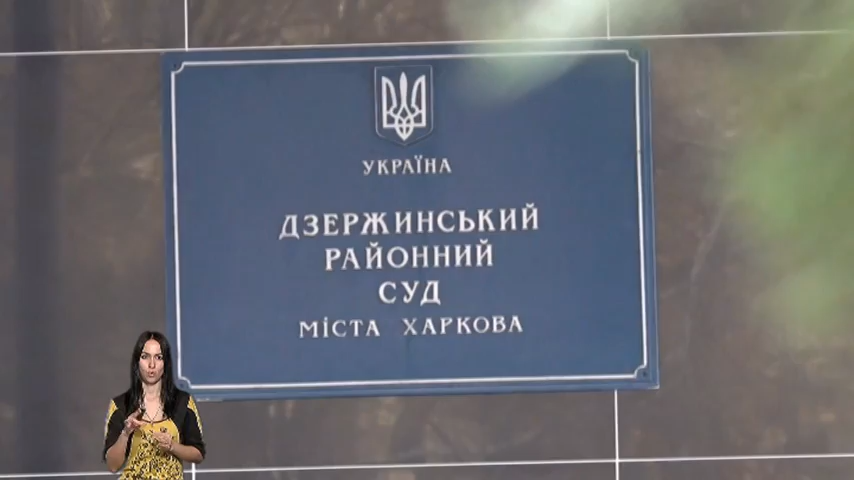 УКРАЇНА
ДЗЕРЖИНСЬКИЙ
РАЙОННИЙ
СУД
МІСТА ХАРКОВА